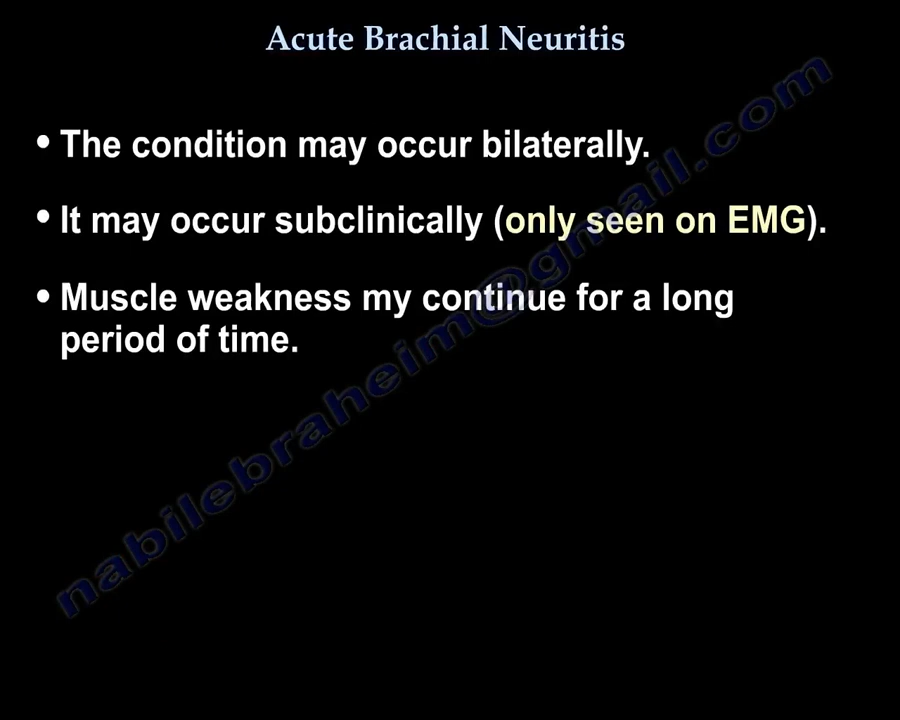 Acute Brachial Neuritis
• The condition may occur bilaterally.
• It may occur subclinically (only seen on EMG).
• Muscle weakness my continue for a long
period of time.
nabilebraheim@gmail.com